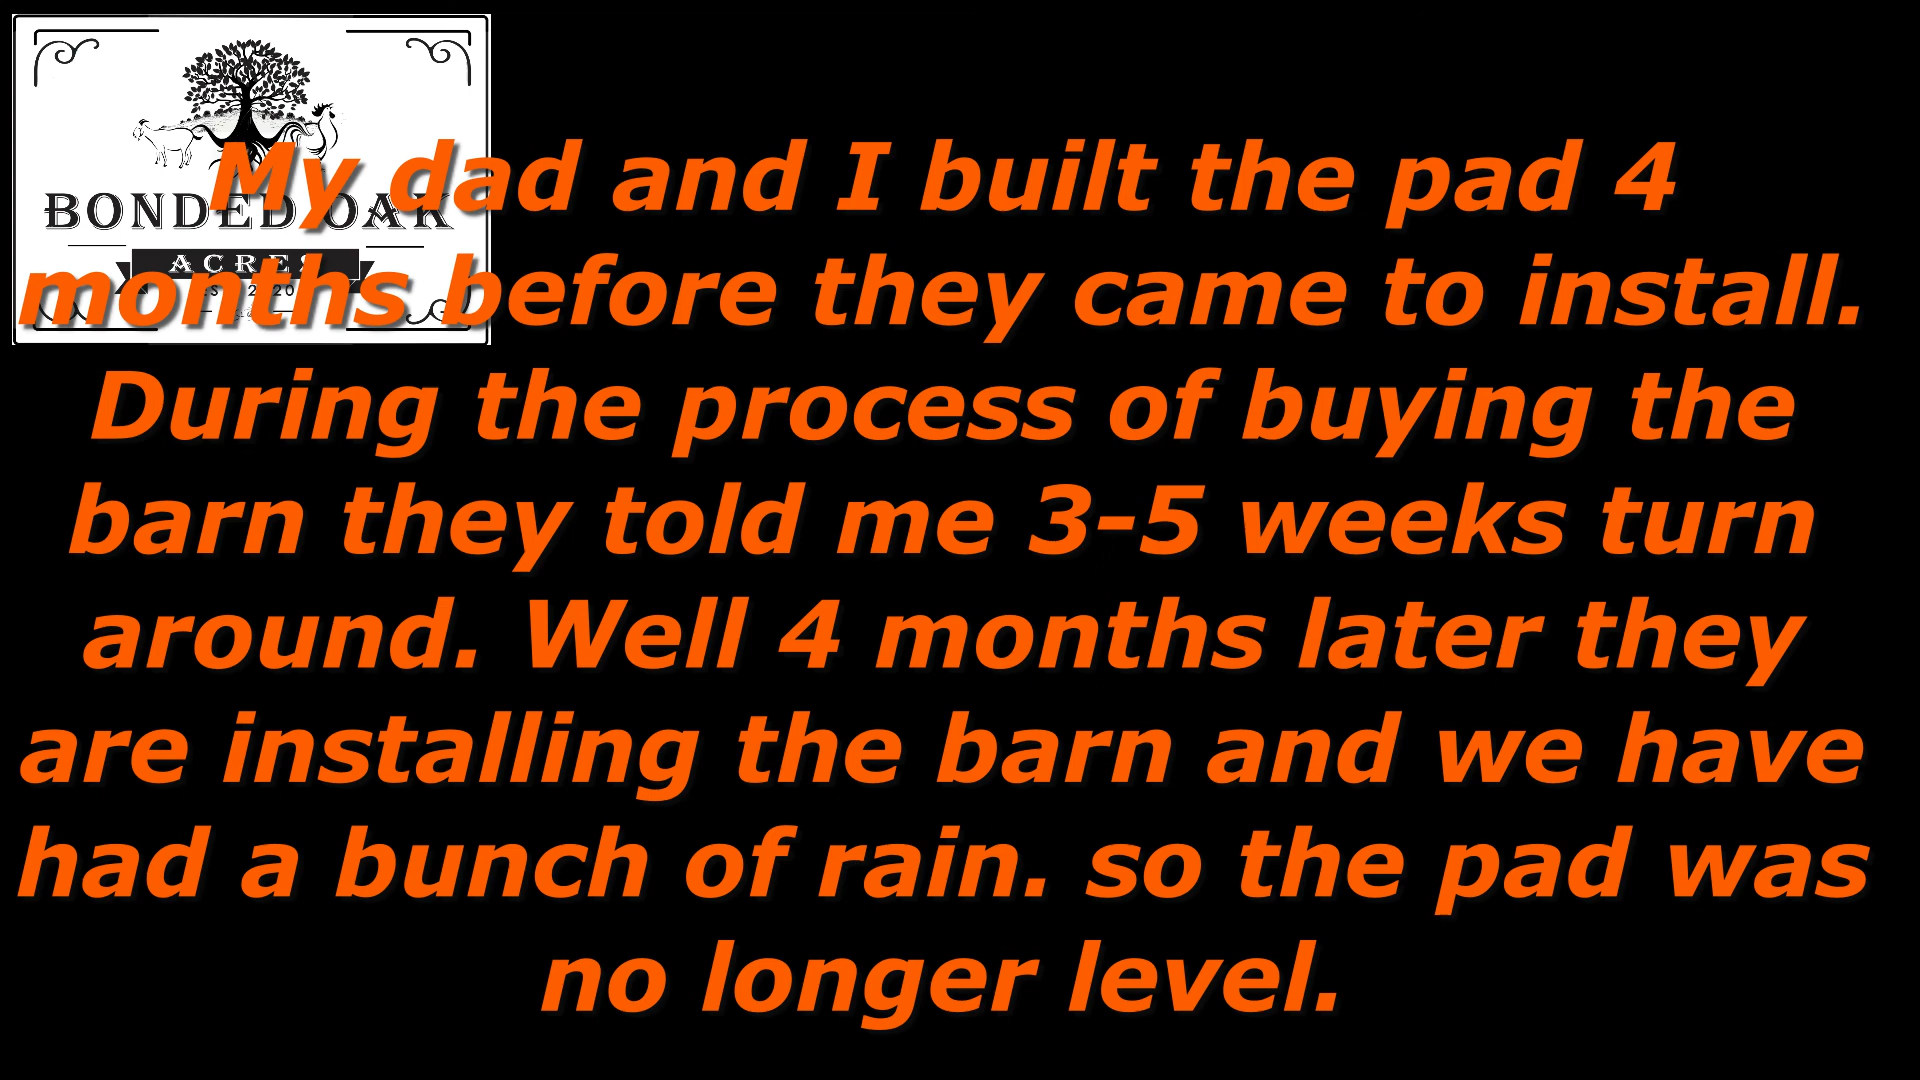 BONDED OAK
ACRES
My dad and I built the pad 4
months before they came to install.
During the process of buying the
barn they told me 3-5 weeks turn
around. Well 4 months later they
are installing the barn and we have
had a bunch of rain. so the pad was
no longer level.